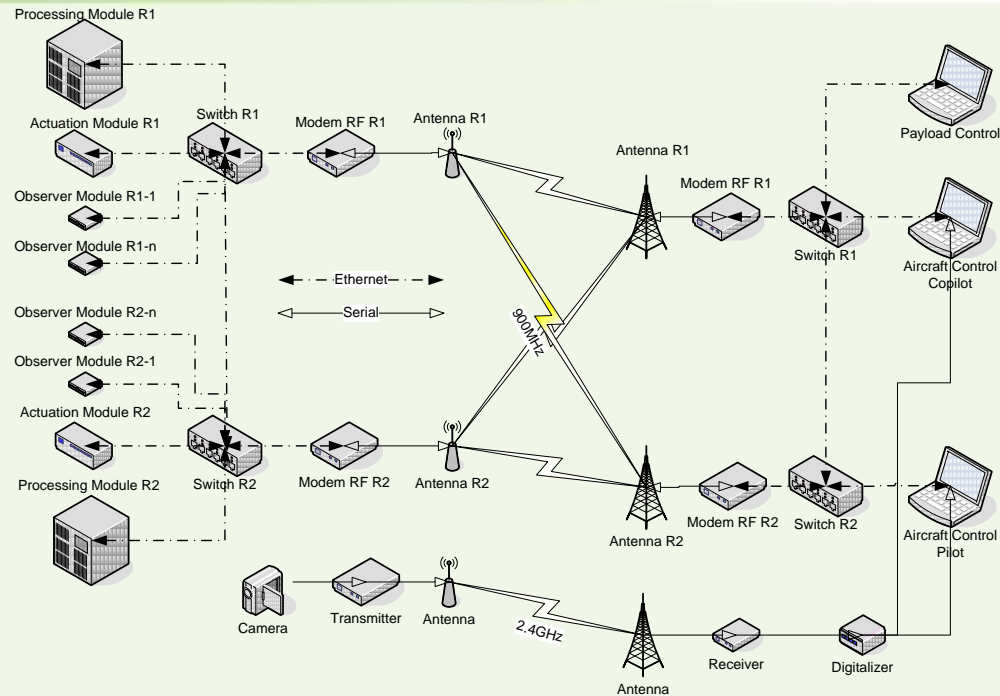 Processing Module R1
Actuation Module R1
Switch R1
Modem RF R1
Antenna R1
Observer Module R1-1
Observer Module R1-n
Ethernet
Serial
900MHz
Observer Module R2-n
Observer Module R2-1
Actuation Module R2
Switch R2
Modem RF R2
Antenna R2
Processing Module R2
Antenna R1
Modem RF R1
Switch R1
Payload Control
Aircraft Control
Copilot
Antenna R2
Modem RF R2
Switch R2
Aircraft Control
Pilot
Camera
Transmitter
Antenna
2.4GHz
Antenna
Receiver
Digitalizer